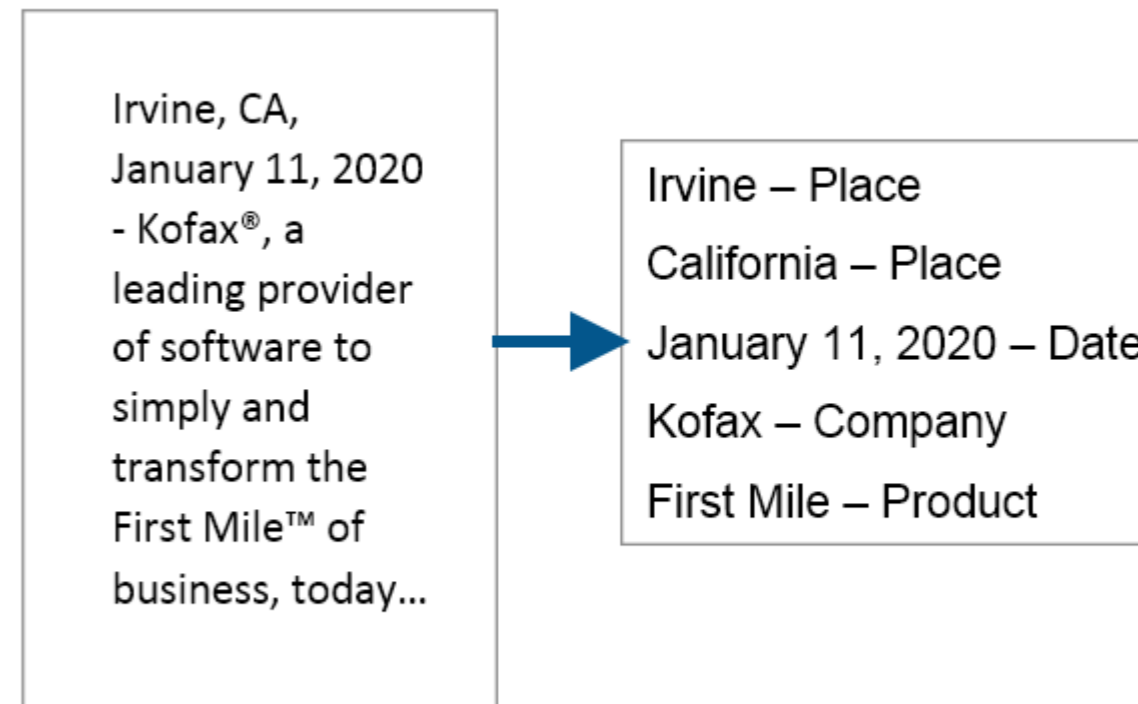 Irvine, CA,
January 11, 2020
- Kofax®, a
leading provider
of software to
simply and
transform the
First Mile™ of
business, today...
Irvine – Place
California – Place
January 11, 2020 – Date
Kofax – Company
First Mile – Product